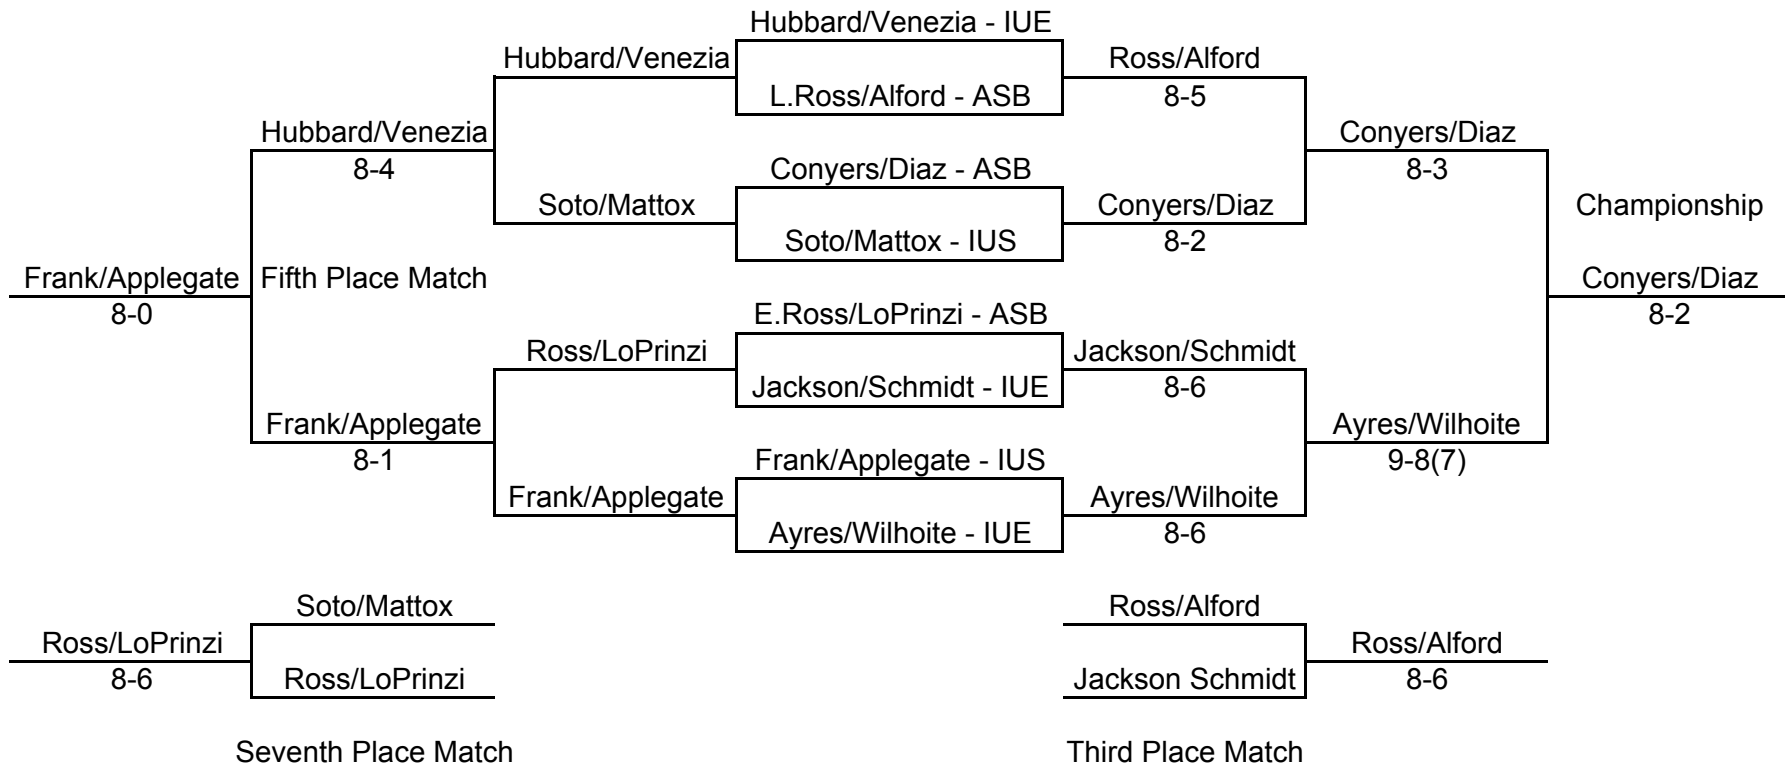 Hubbard/Venezia - IUE
Hubbard/Venezia
Ross/Alford
L.Ross/Alford - ASB
8-5
Hubbard/Venezia
Conyers/Diaz
8-4
Conyers/Diaz - ASB
8-3
Soto/Mattox
Conyers/Diaz
Championship
Soto/Mattox - IUS
8-2
Frank/Applegate
Fifth Place Match
Conyers/Diaz
8-0
E.Ross/LoPrinzi - ASB
8-2
Ross/LoPrinzi
Jackson/Schmidt
Jackson/Schmidt - IUE
8-6
Frank/Applegate
Ayres/Wilhoite
8-1
Frank/Applegate - IUS
9-8(7)
Frank/Applegate
Ayres/Wilhoite
Ayres/Wilhoite - IUE
8-6
Soto/Mattox
Ross/Alford
Ross/LoPrinzi
Ross/Alford
8-6
Ross/LoPrinzi
Jackson Schmidt
8-6
Seventh Place Match
Third Place Match